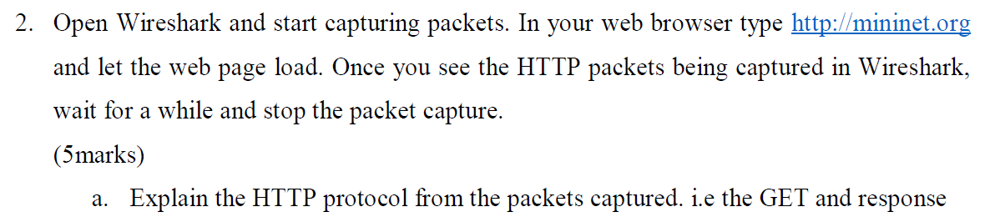 2. Open Wireshark and start capturing packets. In your web browser type http://mininet.org
and let the web page load. Once you see the HTTP packets being captured in Wireshark,
wait for a while and stop the packet capture.
(5marks)
a. Explain the HTTP protocol from the packets captured. i.e the GET and response